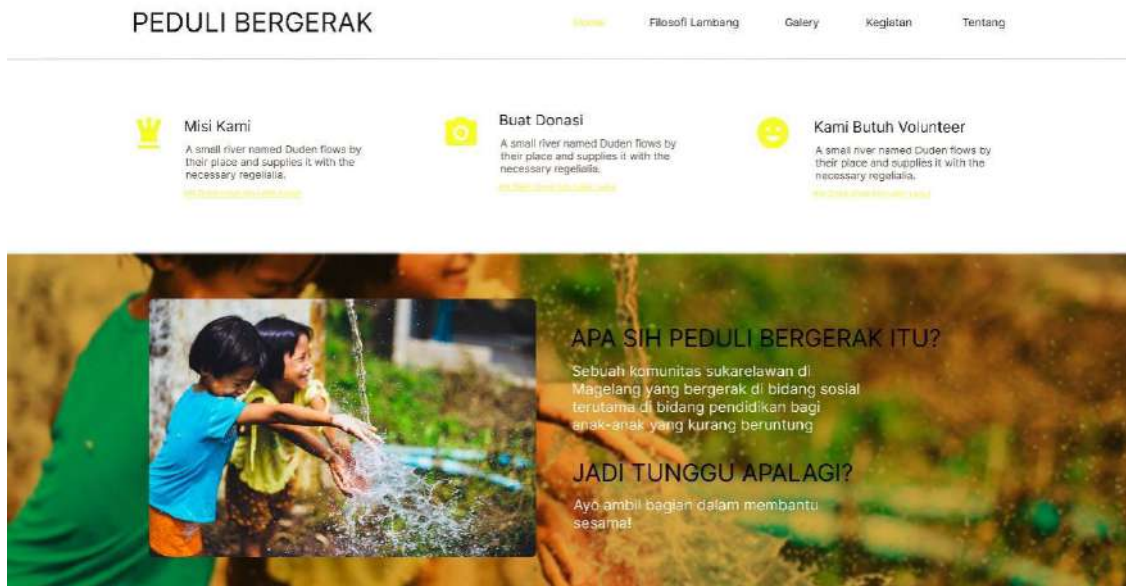 PEDULI BERGERAK
Home Filosofi Lambang Galery Kegiatan Tentang
Misi Kami
A small river named Duden flows by
their place and supplies it with the
necessary regelialia.
Buat Donasi
A small river named Duden flows by
their place and supplies it with the
necessary regelialia.
Kami Butuh Volunteer
A small river named Duden flows by
their place and supplies it with the
necessary regelialia.
APA SIH PEDULI BERGERAK ITU?
Sebuah komunitas sukarelawan di
Magelang yang bergerak di bidang sosial
terutama di bidang pendidikan bagi
anak-anak yang kurang beruntung
JADI TUNGGU APALAGI?
Ayo ambil bagian dalam membantu
sesama!